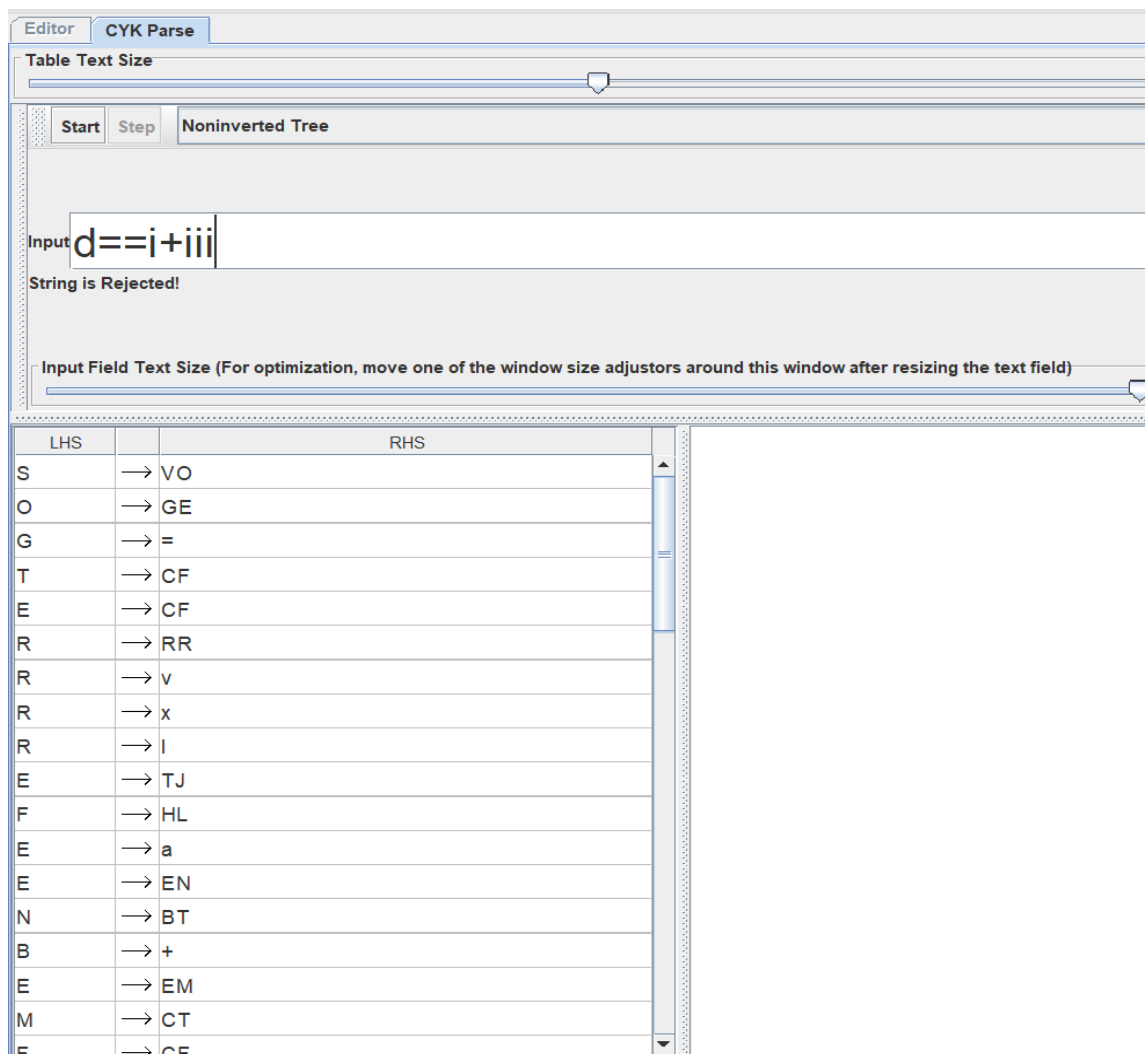 Editor CYK Parse
Table Text Size
Start Step Noninverted Tree
Input d==i+iii
String is Rejected!
Input Field Text Size (For optimization, move one of the window size adjustors around this window after resizing the text field)
LHS RHS
S → VO
O → GE
G → =
T → CF
E → CF
R → RR
R → v
R → x
R → l
E → TJ
F → HL
E → a
E → EN
N → BT
B → +
E → EM
M → CT